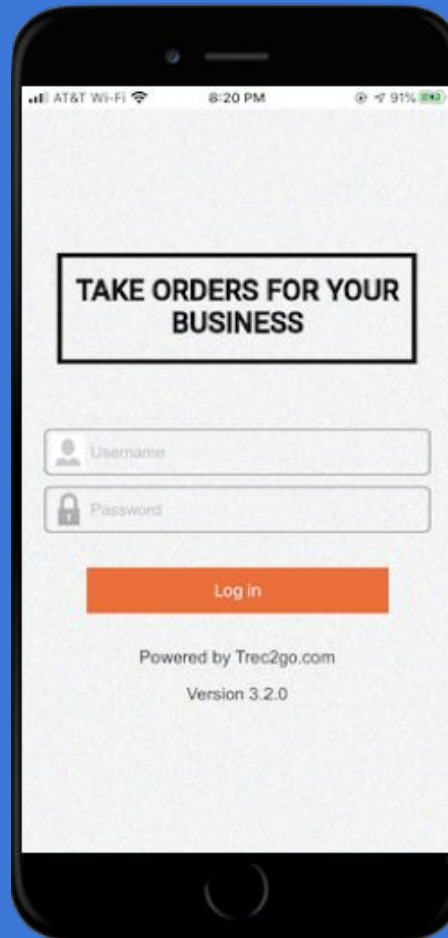 AT&T Wi-Fi 8:20 PM 91%
TAKE ORDERS FOR YOUR
BUSINESS
Username
Password
Log in
Powered by Trec2go.com
Version 3.2.0